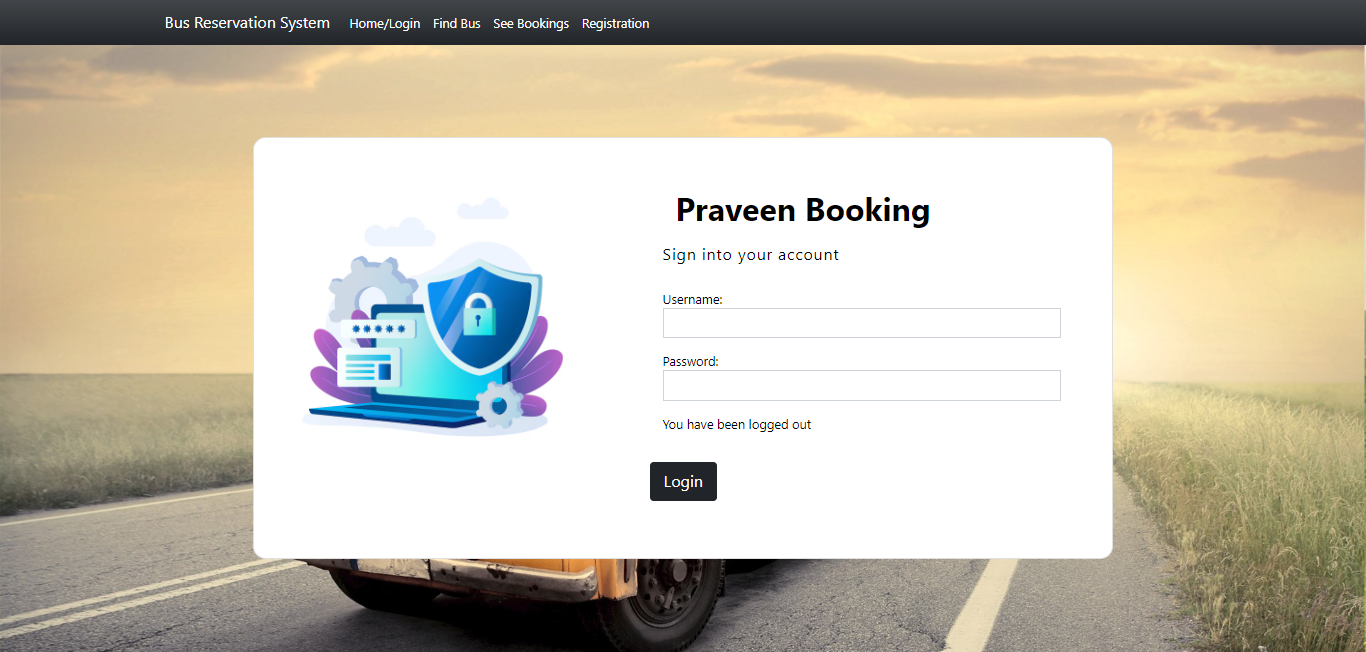 Bus Reservation System Home/Login Find Bus See Bookings Registration
Praveen Booking
Sign into your account
Username:
Password:
You have been logged out
Login